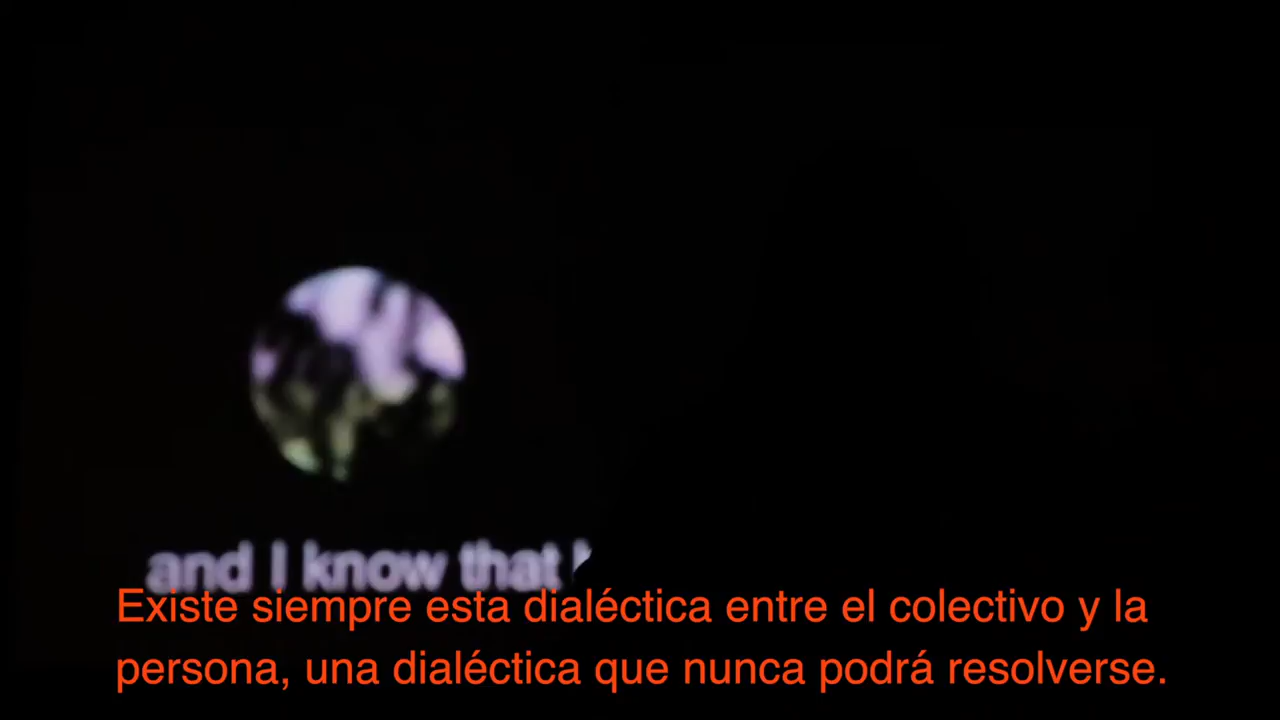 and I know that
Existe siempre esta dialéctica entre el colectivo y la
persona, una dialéctica que nunca podrá resolverse.